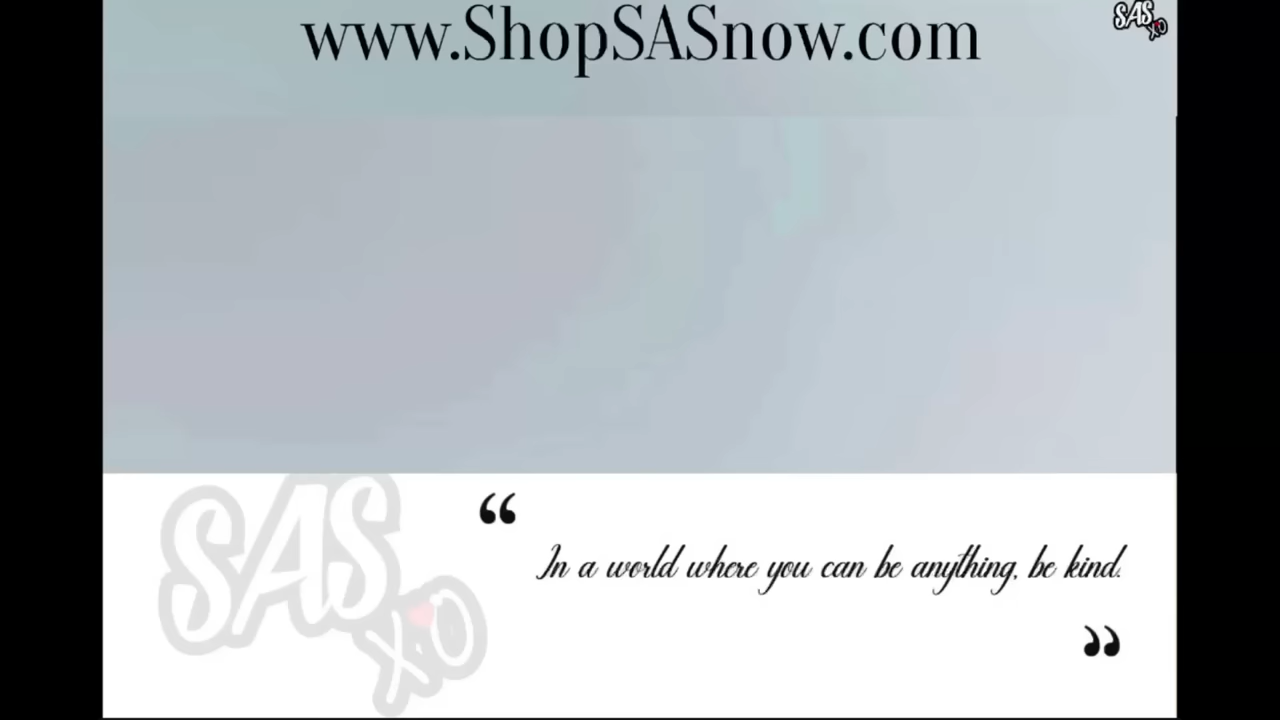 www.ShopSASnow.com
SAS
XO
“
In a world where you can be anything, be kind.
”
SAS
XO